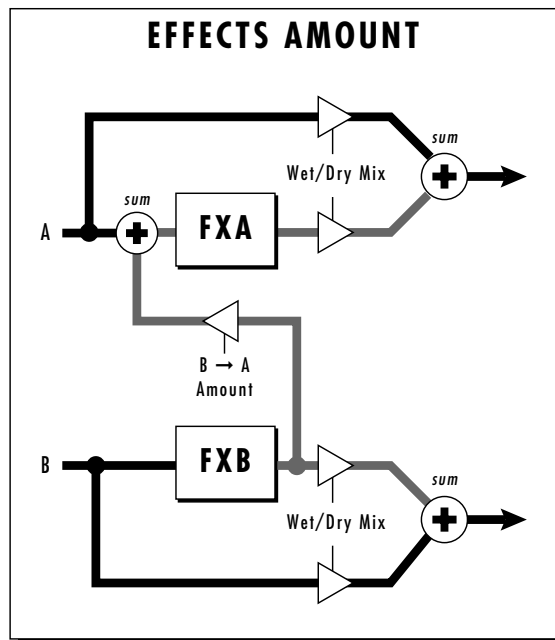 EFFECTS AMOUNT
sum
Wet/Dry Mix
sum
A
FXA
B → A
Amount
B
FXB
sum
Wet/Dry Mix